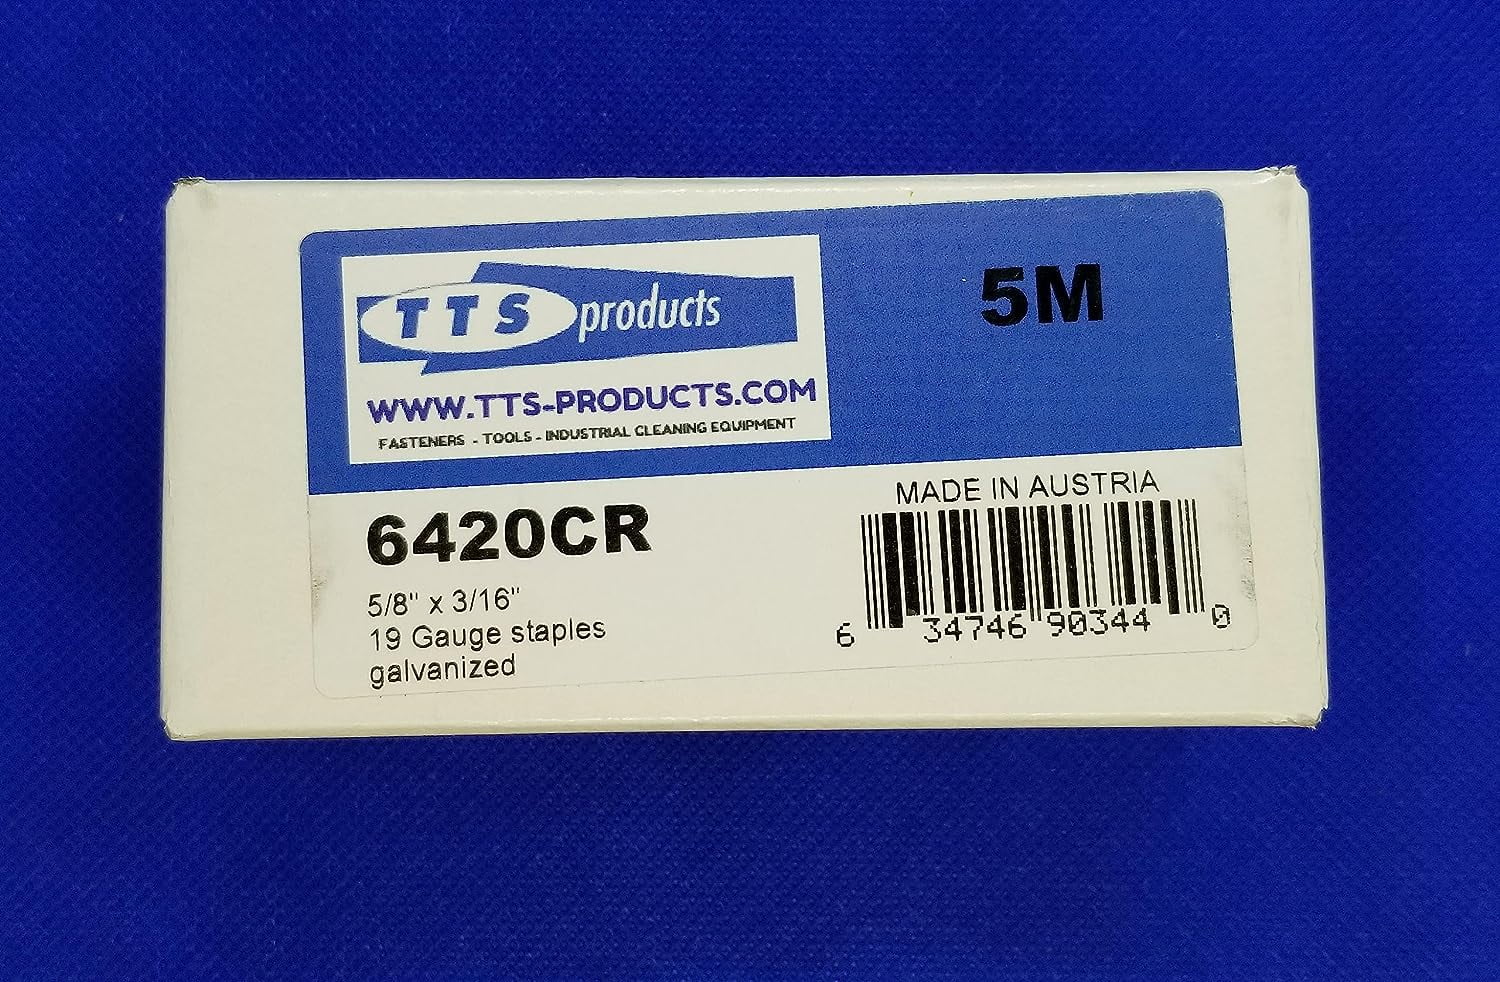 TTS products
5M
WWW.TTS-PRODUCTS.COM
FASTENERS - TOOLS - INDUSTRIAL CLEANING EQUIPMENT
6420CR
5/8" x 3/16"
19 Gauge staples
galvanized
MADE IN AUSTRIA
6 34746 90344 0